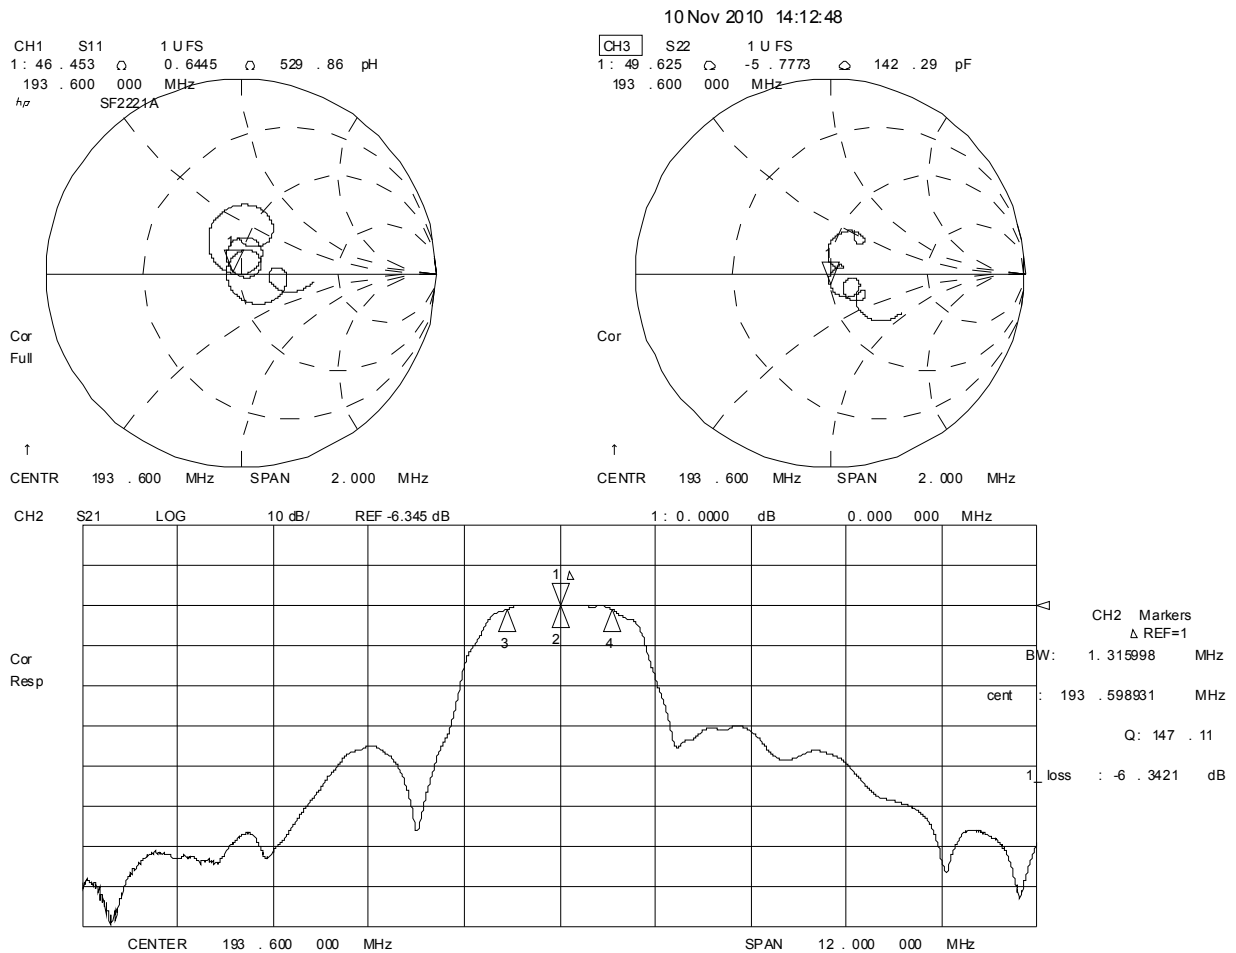 10 Nov 2010 14:12:48
CH1 S11 1 U FS
1: 46.453 Ω 0.6445 Ω 529.86 pH
193.600 000 MHz
hp SF2221A
1
Cor
Full
↑
CENTR 193.600 MHz SPAN 2.000 MHz
CH3 S22 1 U FS
1: 49.625 Ω -5.7773 Ω 142.29 pF
193.600 000 MHz
Cor
↑
CENTR 193.600 MHz SPAN 2.000 MHz
CH2 S21 LOG 10 dB/ REF -6.345 dB 1: 0.0000 dB 0.000 000 MHz
1 Δ
3 2 4
Cor
Resp
CH2 Markers
Δ REF=1
BW: 1.315998 MHz
cent : 193.598931 MHz
Q: 147.11
1_loss : -6.3421 dB
CENTER 193.600 000 MHz SPAN 12.000 000 MHz